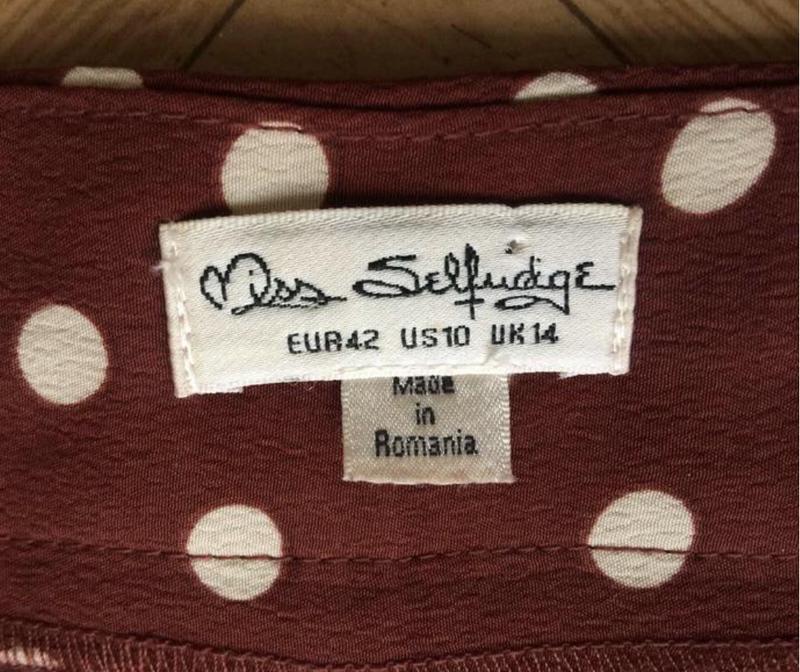 Miss Selfridge
EUR42 US10 UK14
Made
in
Romania